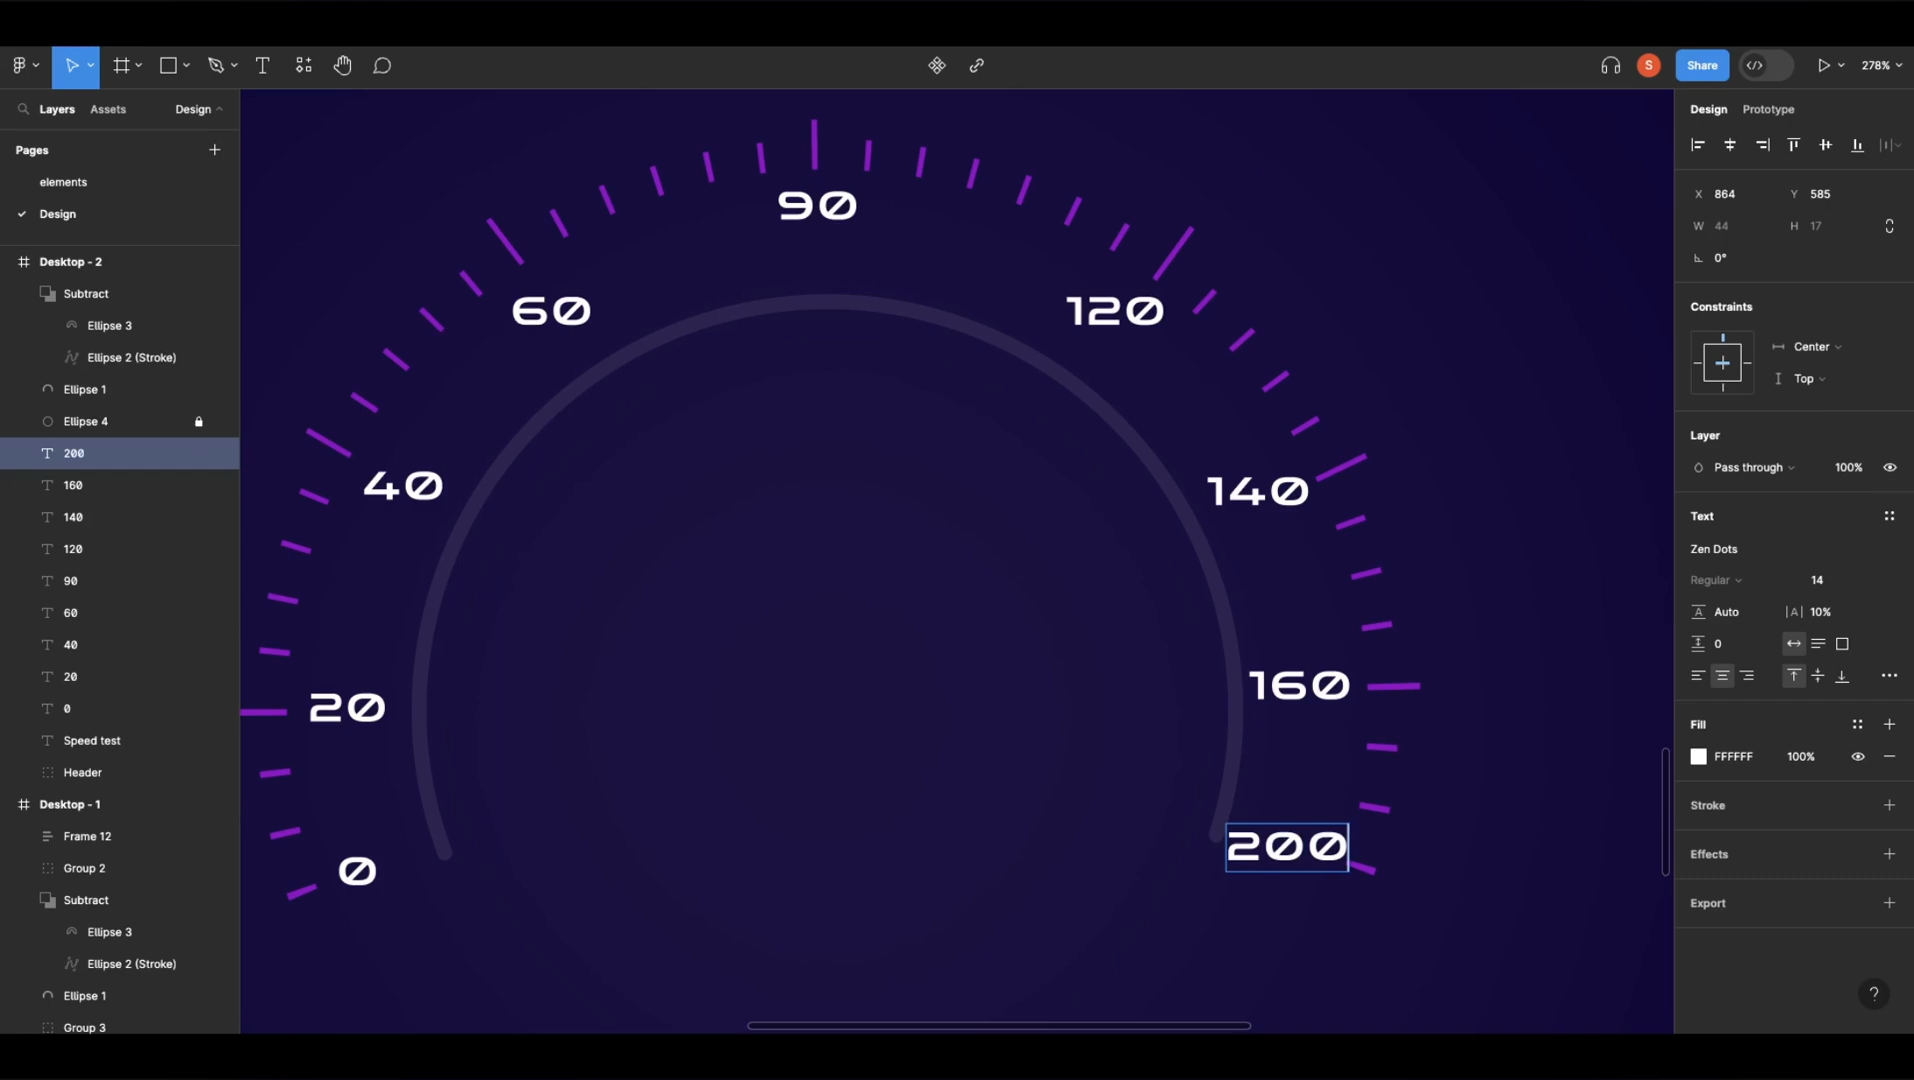 S
Share
278%
Layers
Assets
Design
Pages
elements
Design
Desktop - 2
Subtract
Ellipse 3
Ellipse 2 (Stroke)
Ellipse 1
Ellipse 4
200
160
140
120
90
60
40
20
0
Speed test
Header
Desktop - 1
Frame 12
Group 2
Subtract
Ellipse 3
Ellipse 2 (Stroke)
Ellipse 1
Group 3
90
60
120
40
140
20
160
0
200
Design
Prototype
X 864
Y 585
W 44
H 17
0°
Constraints
Center
Top
Layer
Pass through
100%
Text
Zen Dots
Regular
14
Auto
|A| 10%
0
Fill
FFFFFF
100%
Stroke
Effects
Export
?